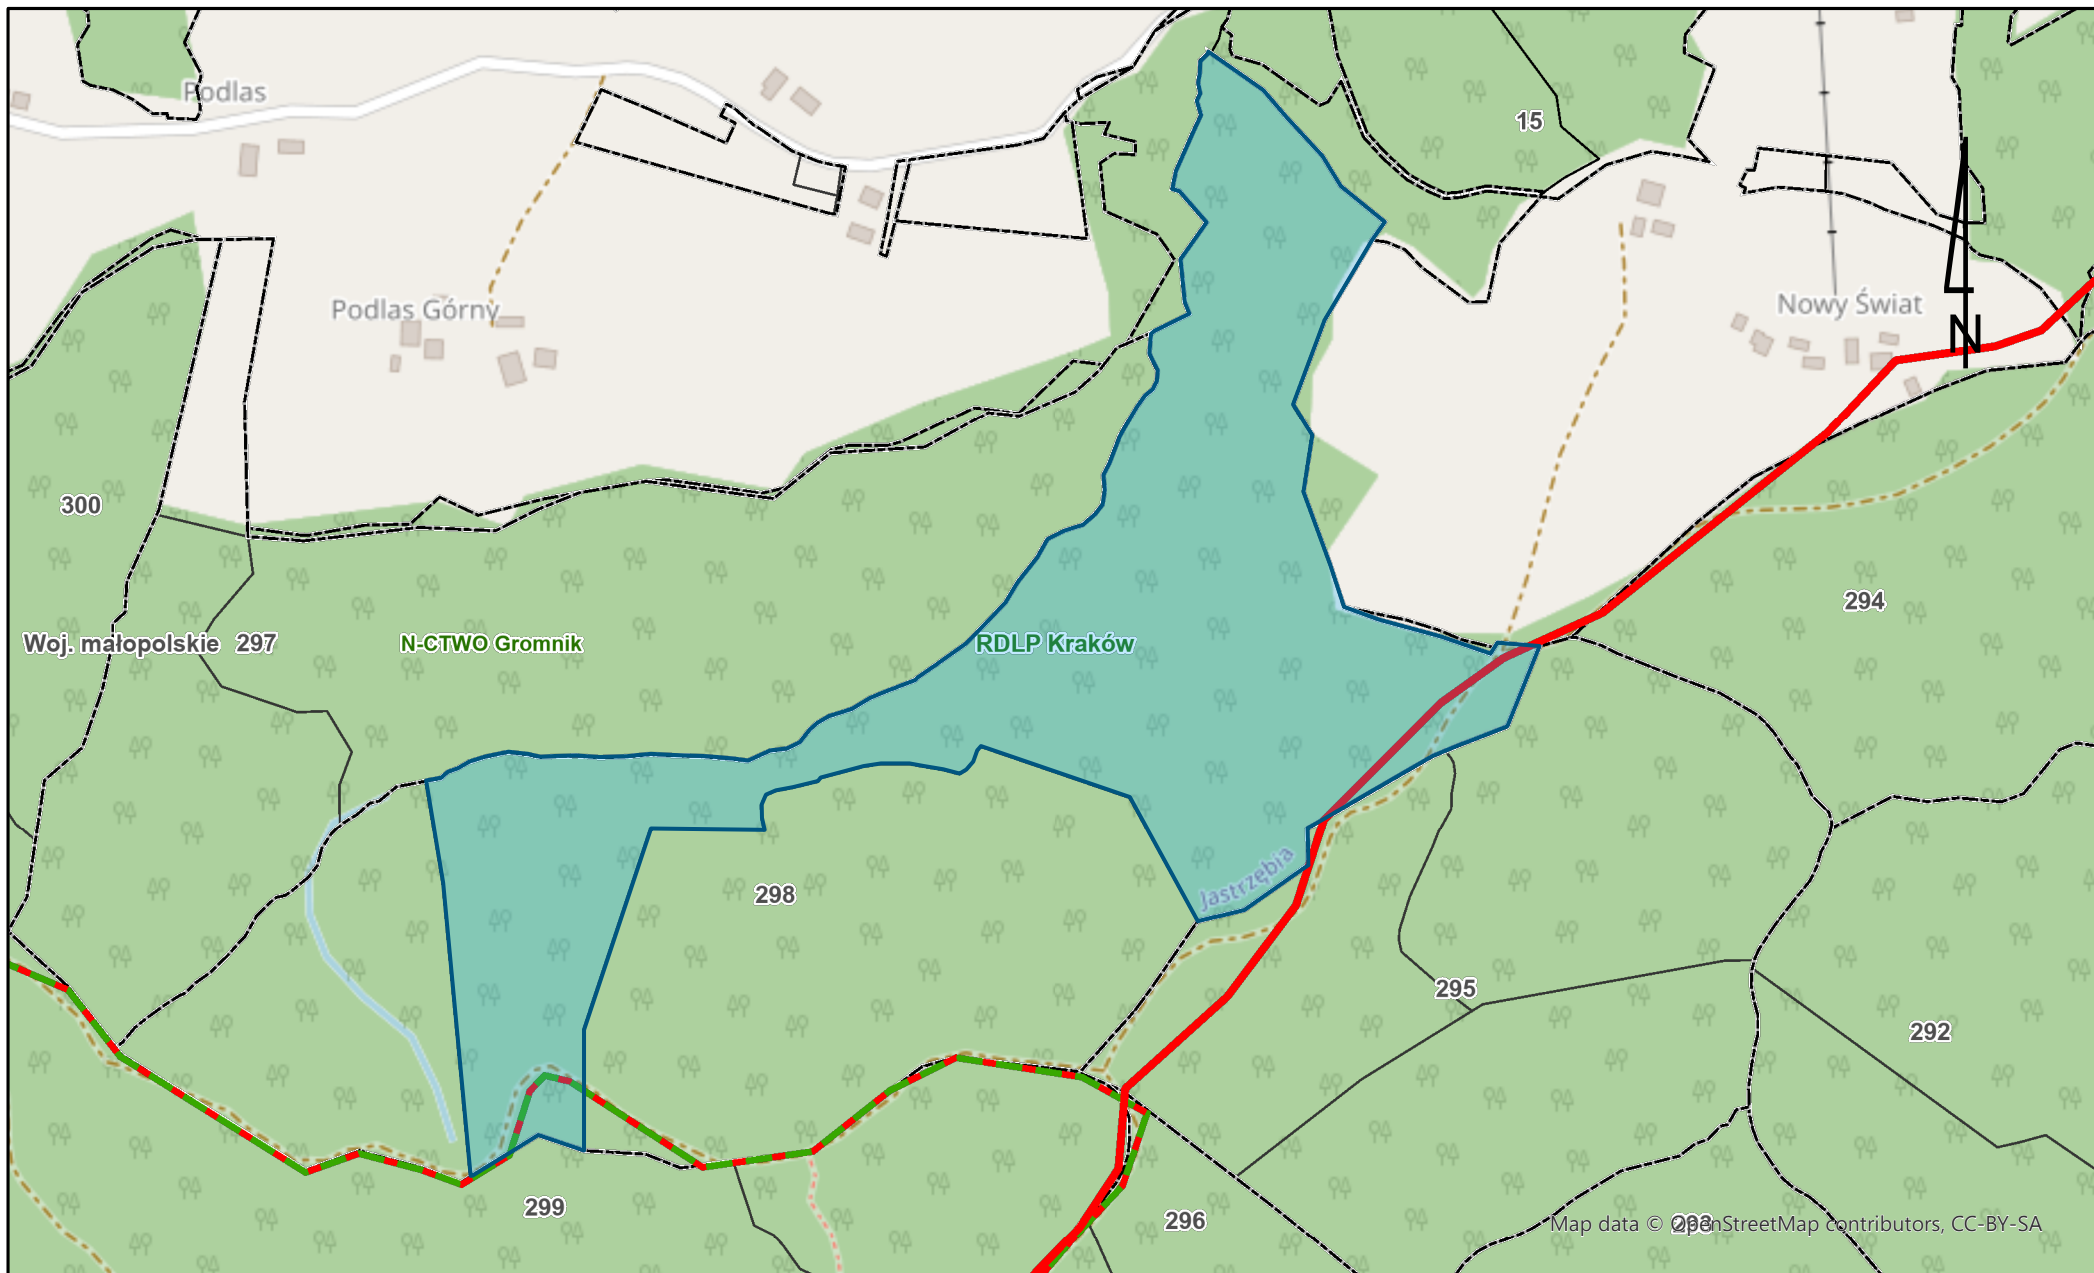 Podlas
15
Podlas Górny
Nowy Świat
N
300
294
Woj. małopolskie
297
N-CTWO Gromnik
RDLP Kraków
298
Jastrzębia
295
292
299
296
293
Map data © OpenStreetMap contributors, CC-BY-SA